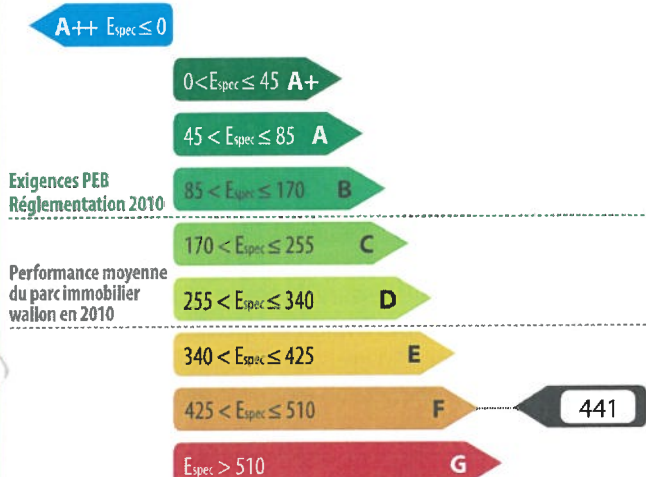 A++ Espec ≤ 0
0 < Espec ≤ 45 A+
45 < Espec ≤ 85 A
Exigences PEB
Réglementation 2010
85 < Espec ≤ 170 B
170 < Espec ≤ 255 C
Performance moyenne
du parc immobilier
wallon en 2010
255 < Espec ≤ 340 D
340 < Espec ≤ 425 E
425 < Espec ≤ 510 F
441
Espec > 510 G